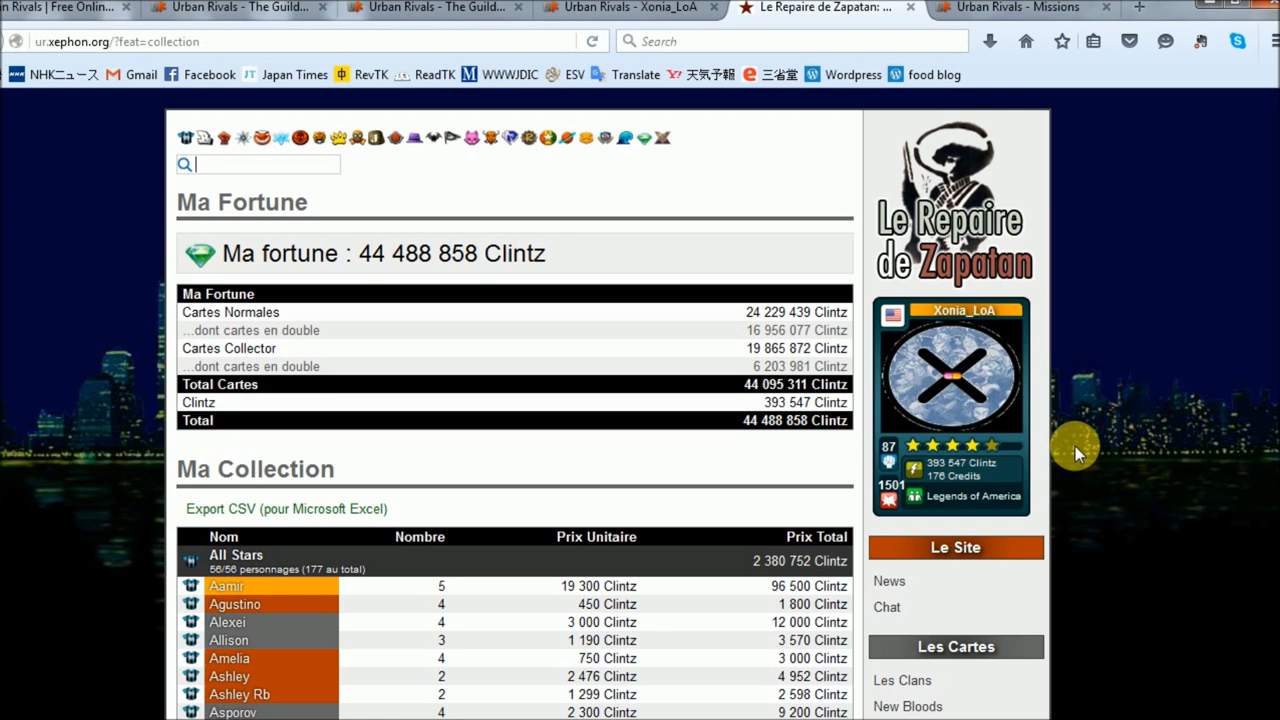 an Rivals | Free Onlin... Urban Rivals - The Guild... Urban Rivals - The Guild... Urban Rivals - Xonia_LoA Le Repaire de Zapatan: ... Urban Rivals - Missions
ur.xephon.org/?feat=collection Search
NHKニュース Gmail Facebook Japan Times RevTK ReadTK WWWJDIC ESV Translate 天気予報 三省堂 Wordpress food blog
Ma Fortune
Ma fortune : 44 488 858 Clintz
Ma Fortune
Cartes Normales 24 229 439 Clintz
...dont cartes en double 16 956 077 Clintz
Cartes Collector 19 865 872 Clintz
...dont cartes en double 6 203 981 Clintz
Total Cartes 44 095 311 Clintz
Clintz 393 547 Clintz
Total 44 488 858 Clintz
Ma Collection
Export CSV (pour Microsoft Excel)
Nom Nombre Prix Unitaire Prix Total
All Stars
56/56 personnages (177 au total) 2 380 752 Clintz
Aamir 5 19 300 Clintz 96 500 Clintz
Agustino 4 450 Clintz 1 800 Clintz
Alexei 4 3 000 Clintz 12 000 Clintz
Allison 3 1 190 Clintz 3 570 Clintz
Amelia 4 750 Clintz 3 000 Clintz
Ashley 2 2 476 Clintz 4 952 Clintz
Ashley Rb 2 1 299 Clintz 2 598 Clintz
Asporov 4 2 300 Clintz 9 200 Clintz
Le Repaire
de Zapatan
Xonia_LoA
87
393 547 Clintz
176 Credits
1501
Legends of America
Le Site
News
Chat
Les Cartes
Les Clans
New Bloods